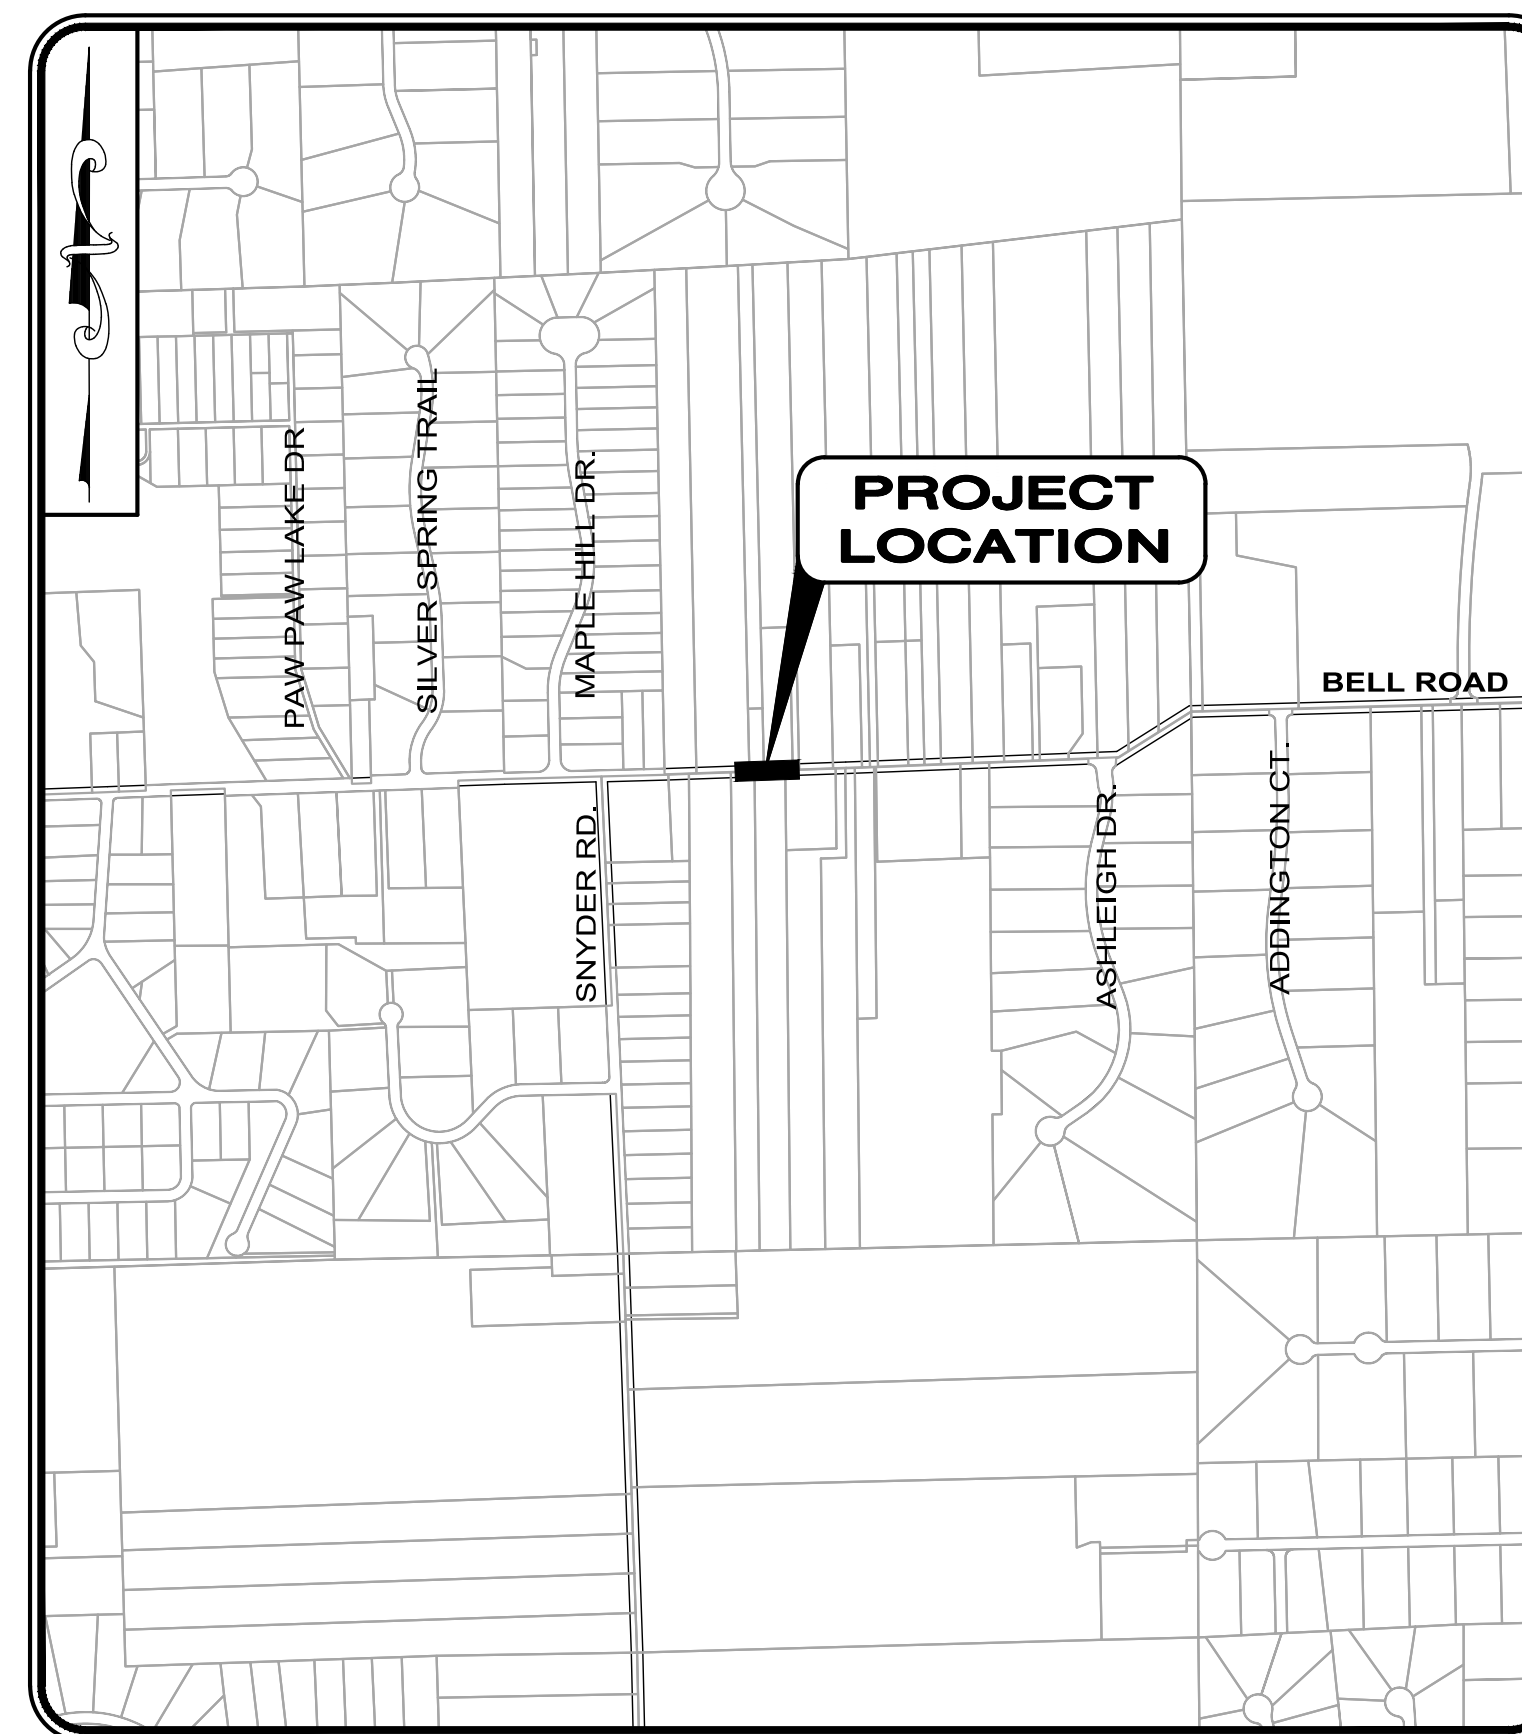 PROJECT
LOCATION
PAW PAW LAKE DR
SILVER SPRING TRAIL
MAPLE HILL DR.
BELL ROAD
SNYDER RD.
ASHLEIGH DR.
ADDINGTON CT.